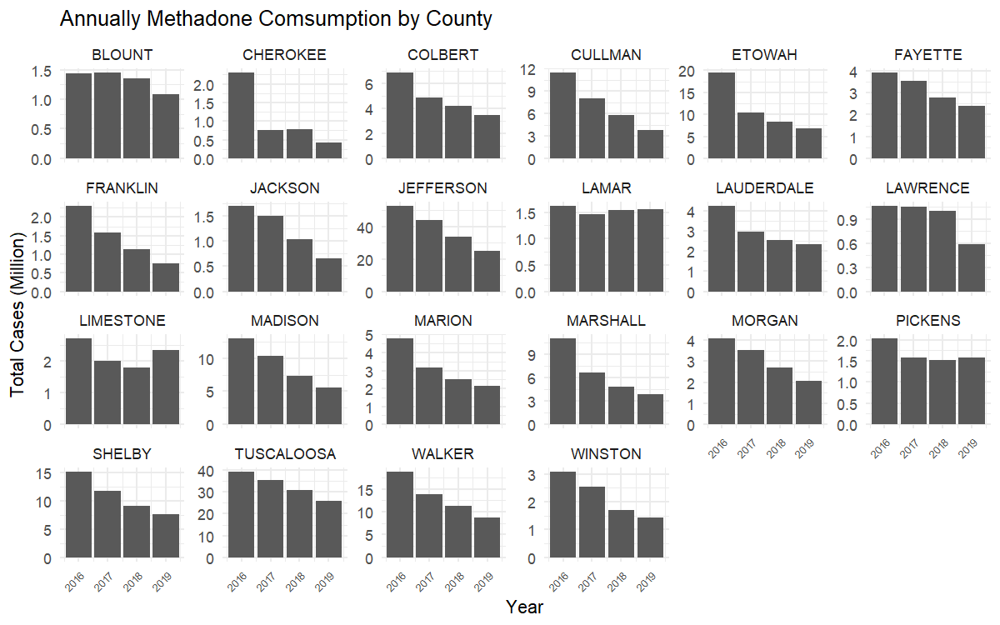 Annually Methadone Comsumption by County
BLOUNT CHEROKEE COLBERT CULLMAN ETOWAH FAYETTE
1.5 1.0 0.5 0.0
2.0 1.5 1.0 0.5 0.0
6 4 2 0
12 9 6 3 0
20 15 10 5 0
4 3 2 1 0
FRANKLIN JACKSON JEFFERSON LAMAR LAUDERDALE LAWRENCE
2.0 1.5 1.0 0.5 0.0
1.5 1.0 0.5 0.0
40 20 0
1.5 1.0 0.5 0.0
4 3 2 1 0
0.9 0.6 0.3 0.0
Total Cases (Million)
LIMESTONE MADISON MARION MARSHALL MORGAN PICKENS
2 1 0
10 5 0
5 4 3 2 1 0
9 6 3 0
4 3 2 1 0
2.0 1.5 1.0 0.5 0.0
2016 2017 2018 2019
2016 2017 2018 2019
SHELBY TUSCALOOSA WALKER WINSTON
15 10 5 0
40 30 20 10 0
15 10 5 0
3 2 1 0
2016 2017 2018 2019
2016 2017 2018 2019
2016 2017 2018 2019
2016 2017 2018 2019
Year